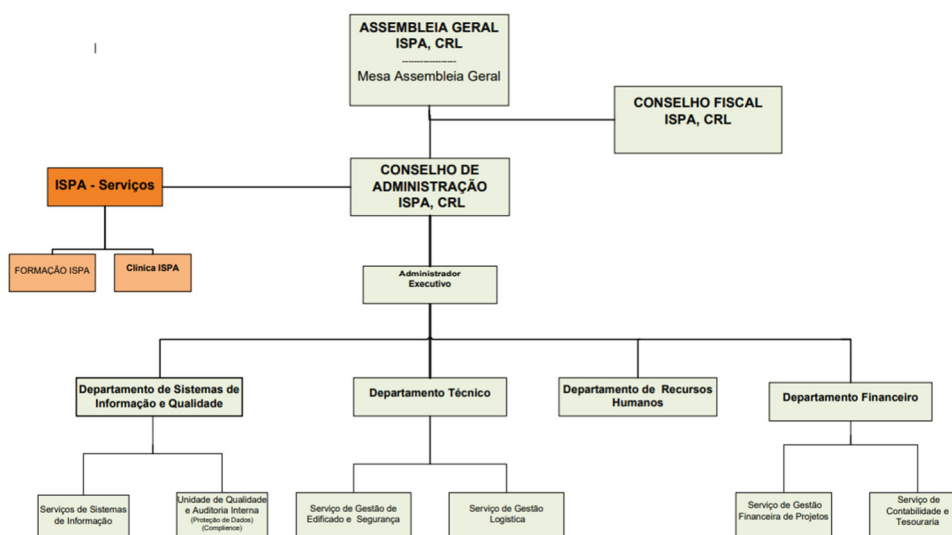 ASSEMBLEIA GERAL
ISPA, CRL
-------------------
Mesa Assembleia Geral
CONSELHO FISCAL
ISPA, CRL
CONSELHO DE
ADMINISTRAÇÃO
ISPA, CRL
ISPA - Serviços
FORMAÇÃO ISPA
Clínica ISPA
Administrador
Executivo
Departamento de Sistemas de
Informação e Qualidade
Departamento Técnico
Departamento de Recursos
Humanos
Departamento Financeiro
Serviços de Sistemas
de Informação
Unidade de Qualidade
e Auditoria Interna
(Proteção de Dados)
(Complience)
Serviço de Gestão de
Edificado e Segurança
Serviço de Gestão
Logistica
Serviço de Gestão
Financeira de Projetos
Serviço de
Contabilidade e
Tesouraria